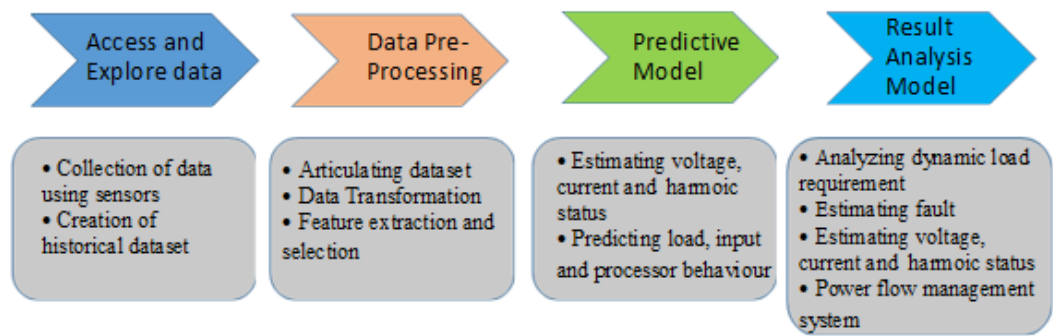 Access and
Explore data
Data Pre-
Processing
Predictive
Model
Result
Analysis
Model
• Collection of data
using sensors
• Creation of
historical dataset
• Articulating dataset
• Data Transformation
• Feature extraction and
selection
• Estimating voltage,
current and harmoic
status
• Predicting load, input
and processor behaviour
• Analyzing dynamic load
requirement
• Estimating fault
• Estimating voltage,
current and harmoic status
• Power flow management
system